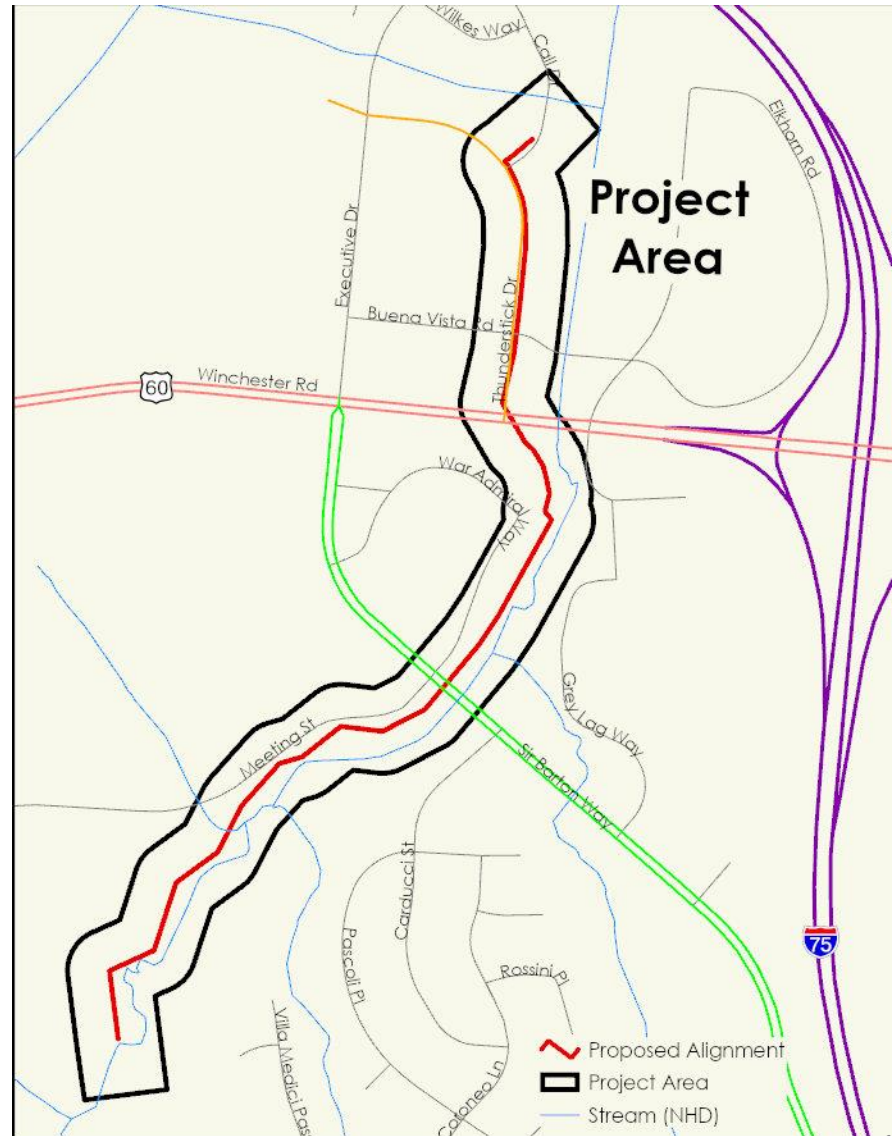 Wilkes Way
Call Dr
Elkhorn Rd
Project
Area
Executive Dr
Buena Vista Rd
Thunderstick Dr
60
Winchester Rd
War Admiral Way
Grey Lag Way
Meeting St
Sir Barton Way
Carducci St
Pascoli Pl
75
Rossini Pl
Villa Medici Pass
Coloneo Ln
Proposed Alignment
Project Area
Stream (NHD)